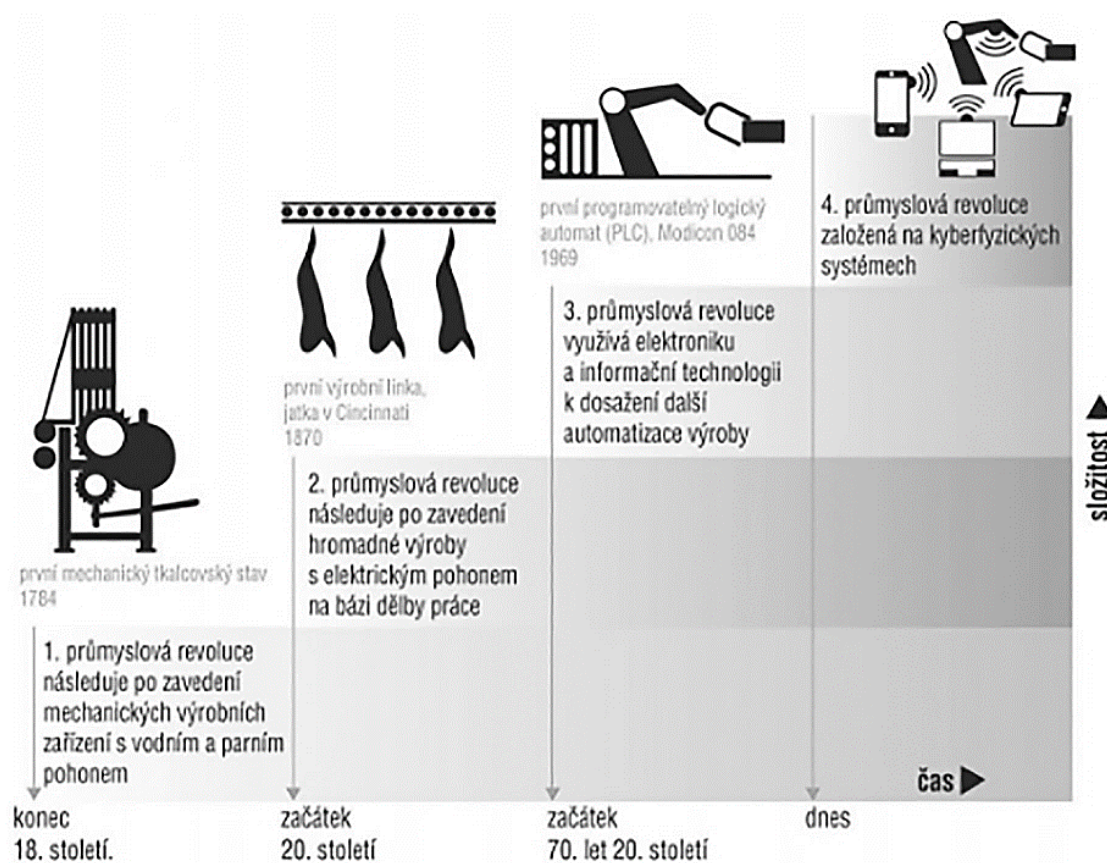 první mechanický tkalcovský stav
1784
1. průmyslová revoluce
následuje po zavedení
mechanických výrobních
zařízení s vodním a parním
pohonem
konec
18. století.
první výrobní linka,
jatka v Cincinnati
1870
2. průmyslová revoluce
následuje po zavedení
hromadné výroby
s elektrickým pohonem
na bázi dělby práce
začátek
20. století
první programovatelný logický
automat (PLC), Modicon 084
1969
3. průmyslová revoluce
využívá elektroniku
a informační technologii
k dosažení další
automatizace výroby
začátek
70. let 20. století
4. průmyslová revoluce
založená na kyberfyzických
systémech
dnes
čas
složitost